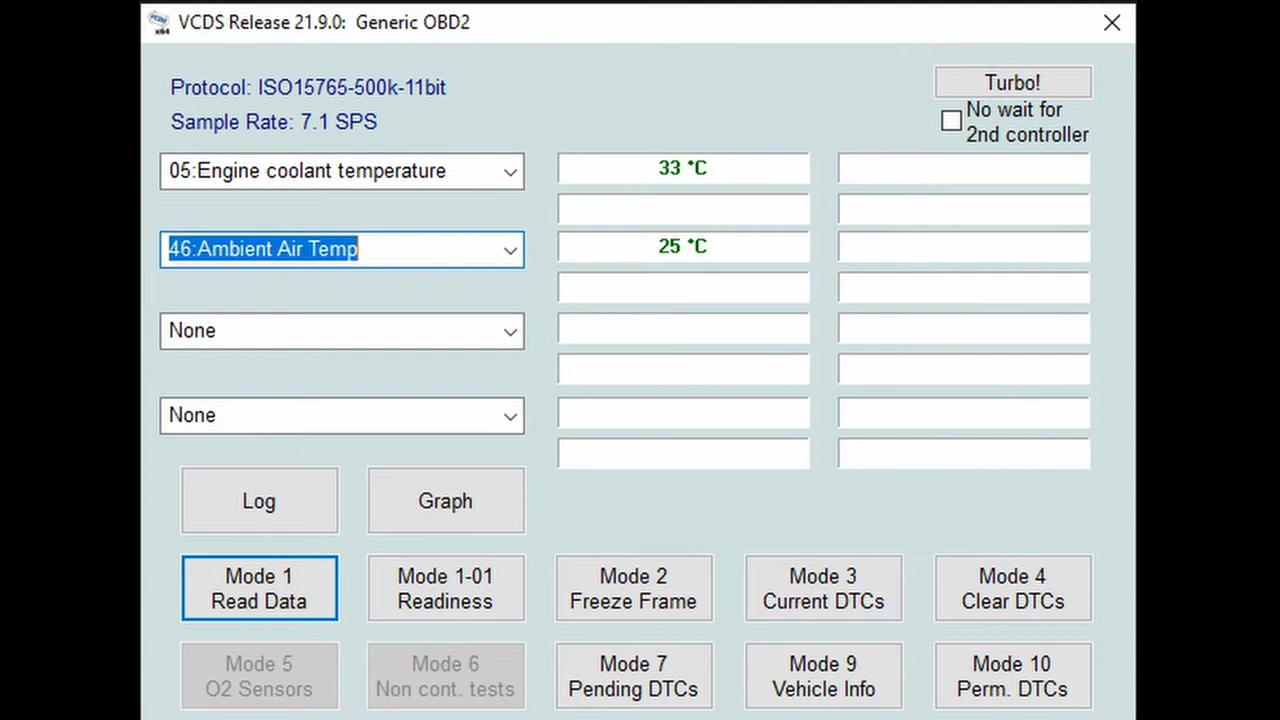 VCDS Release 21.9.0:  Generic OBD2
Protocol: ISO15765-500k-11bit
Sample Rate: 7.1 SPS
Turbo!
No wait for
2nd controller
05:Engine coolant temperature
33 °C
46:Ambient Air Temp
25 °C
None
None
Log
Graph
Mode 1
Read Data
Mode 1-01
Readiness
Mode 2
Freeze Frame
Mode 3
Current DTCs
Mode 4
Clear DTCs
Mode 5
O2 Sensors
Mode 6
Non cont. tests
Mode 7
Pending DTCs
Mode 9
Vehicle Info
Mode 10
Perm. DTCs